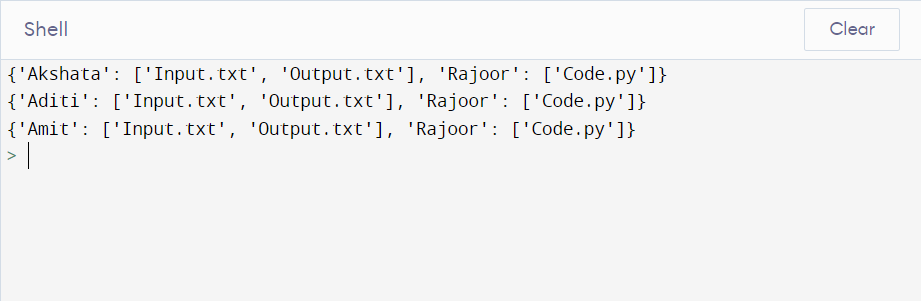 Shell
Clear
{'Akshata': ['Input.txt', 'Output.txt'], 'Rajoor': ['Code.py']}
{'Aditi': ['Input.txt', 'Output.txt'], 'Rajoor': ['Code.py']}
{'Amit': ['Input.txt', 'Output.txt'], 'Rajoor': ['Code.py']}
>